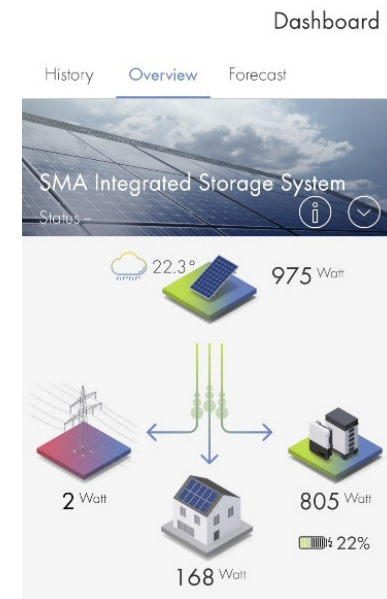 Dashboard
History Overview Forecast
SMA Integrated Storage System
Status –
22.3° 975 Watt
2 Watt
805 Watt
22%
168 Watt